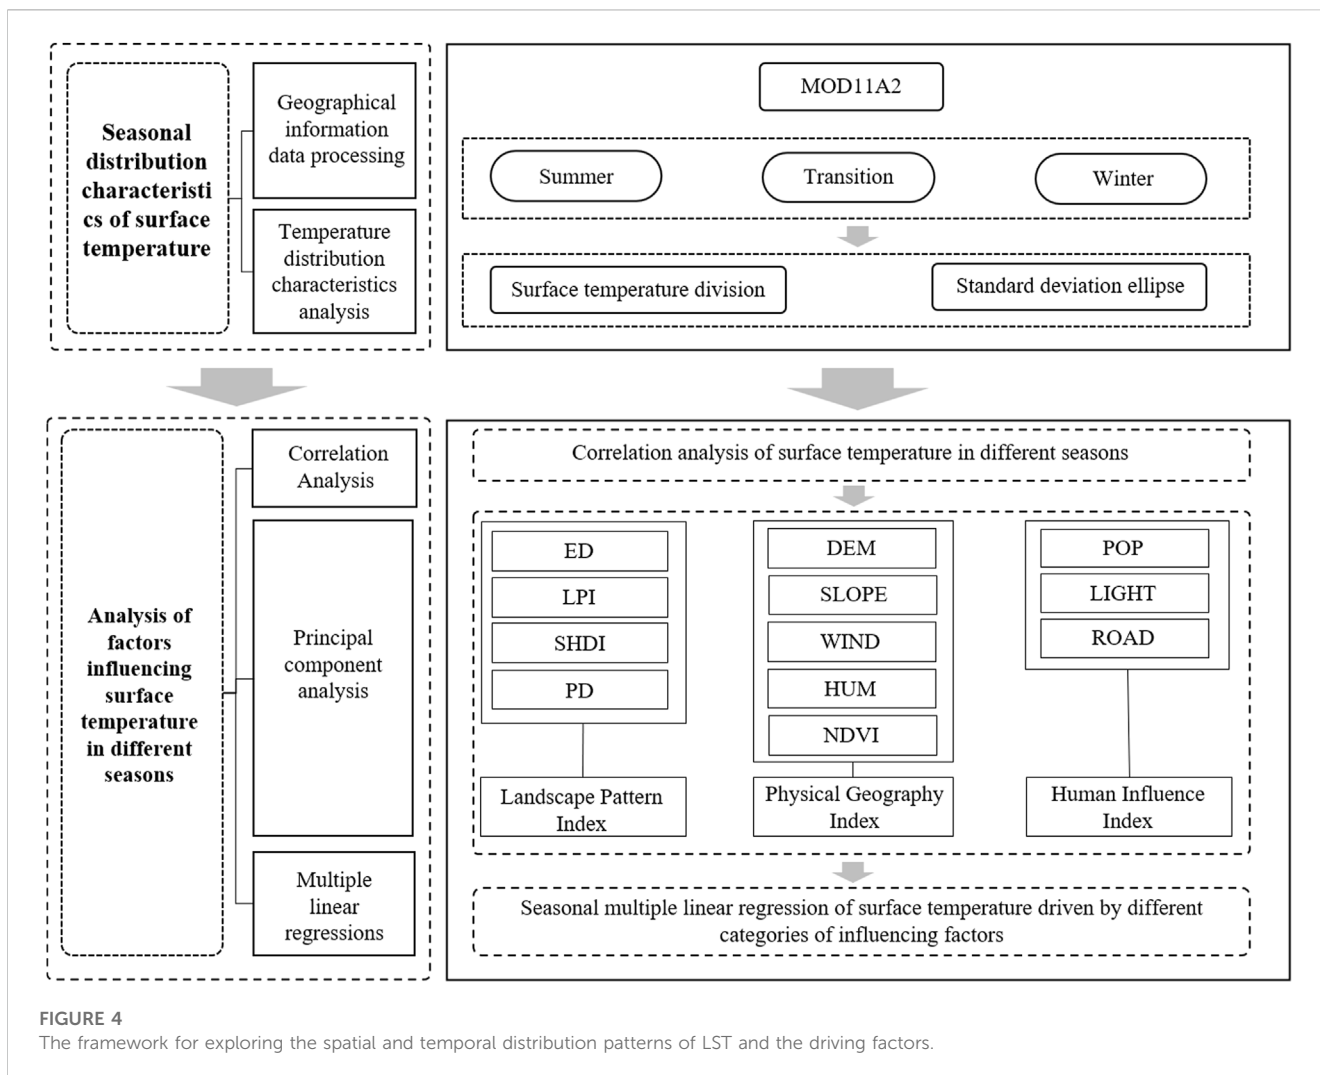 Seasonal
distribution
characteristi
cs of surface
temperature
Geographical
information
data processing
Temperature
distribution
characteristics
analysis
MOD11A2
Summer
Transition
Winter
Surface temperature division
Standard deviation ellipse
Analysis of
factors
influencing
surface
temperature
in different
seasons
Correlation
Analysis
Principal
component
analysis
Multiple
linear
regressions
Correlation analysis of surface temperature in different seasons
ED
LPI
SHDI
PD
Landscape Pattern
Index
DEM
SLOPE
WIND
HUM
NDVI
Physical Geography
Index
POP
LIGHT
ROAD
Human Influence
Index
Seasonal multiple linear regression of surface temperature driven by different
categories of influencing factors
FIGURE 4
The framework for exploring the spatial and temporal distribution patterns of LST and the driving factors.